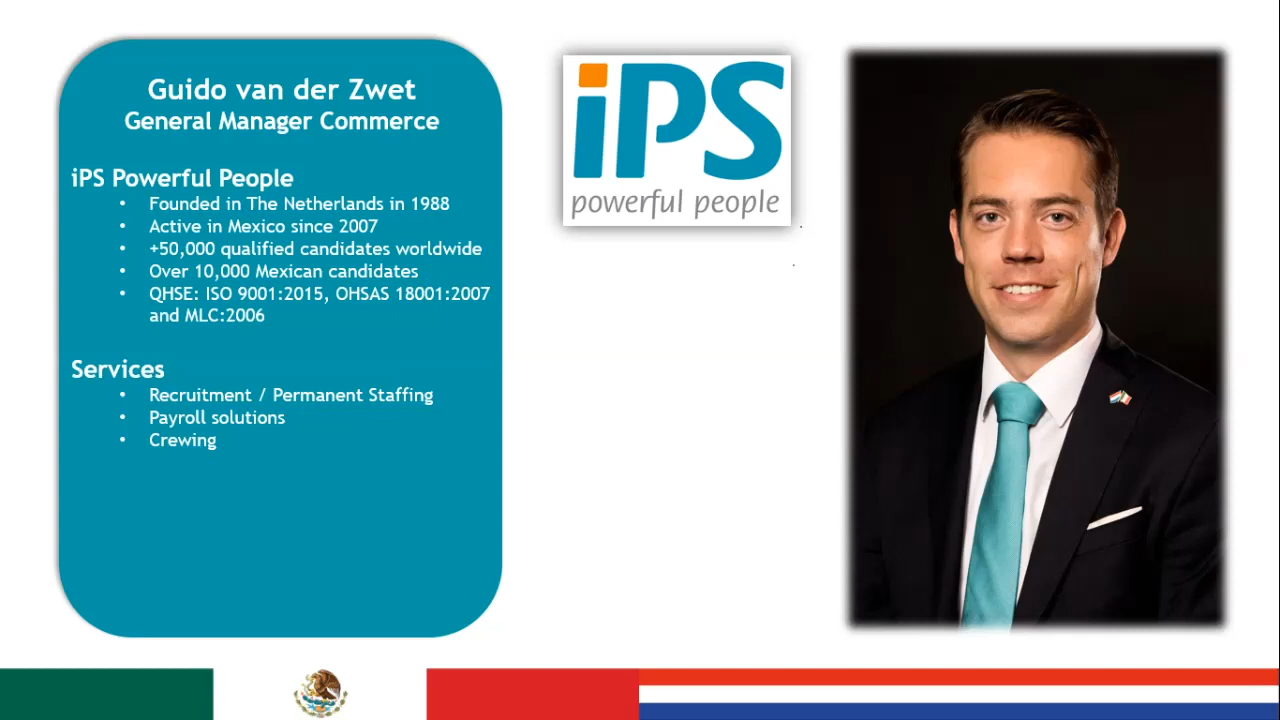 Guido van der Zwet
General Manager Commerce
iPS Powerful People
• Founded in The Netherlands in 1988
• Active in Mexico since 2007
• +50,000 qualified candidates worldwide
• Over 10,000 Mexican candidates
• QHSE: ISO 9001:2015, OHSAS 18001:2007
and MLC:2006
Services
• Recruitment / Permanent Staffing
• Payroll solutions
• Crewing
iPS
powerful people